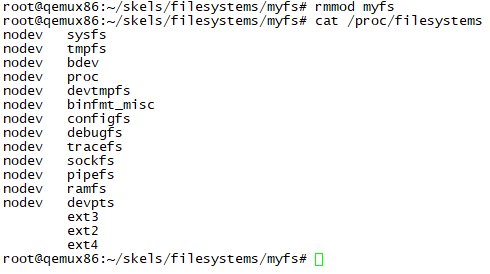 root@qemux86:~/skels/filesystems/myfs# rmmod myfs
root@qemux86:~/skels/filesystems/myfs# cat /proc/filesystems
nodev   sysfs
nodev   tmpfs
nodev   bdev
nodev   proc
nodev   devtmpfs
nodev   binfmt_misc
nodev   configfs
nodev   debugfs
nodev   tracefs
nodev   sockfs
nodev   pipefs
nodev   ramfs
nodev   devpts
        ext3
        ext2
        ext4
root@qemux86:~/skels/filesystems/myfs#